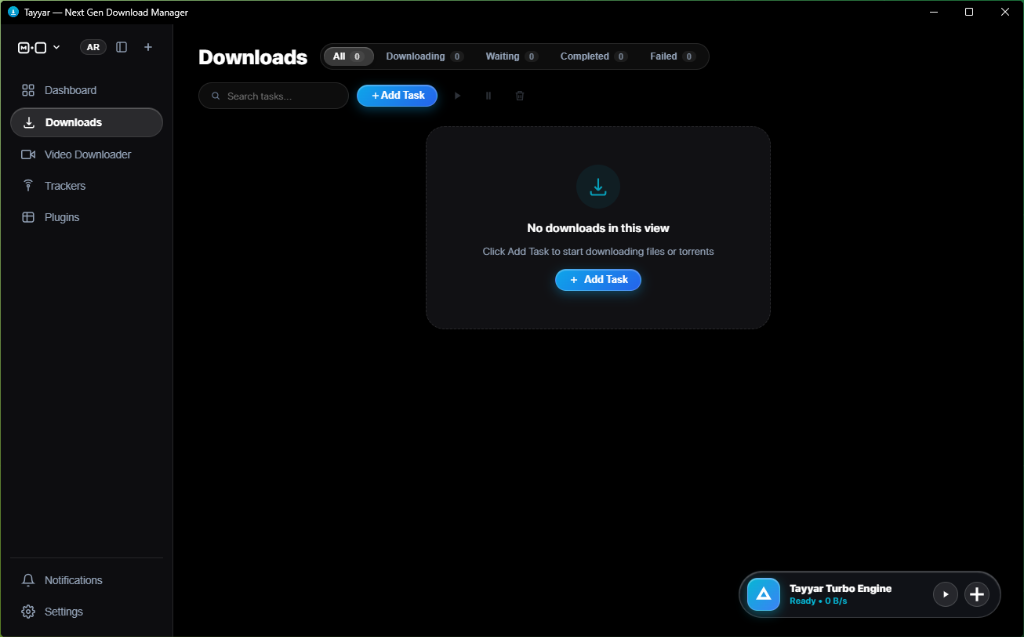 Tayyar — Next Gen Download Manager
AR
Dashboard
Downloads
Video Downloader
Trackers
Plugins
Notifications
Settings
Downloads
All 0 Downloading 0 Waiting 0 Completed 0 Failed 0
Search tasks...
+ Add Task
No downloads in this view
Click Add Task to start downloading files or torrents
+ Add Task
Tayyar Turbo Engine
Ready • 0 B/s